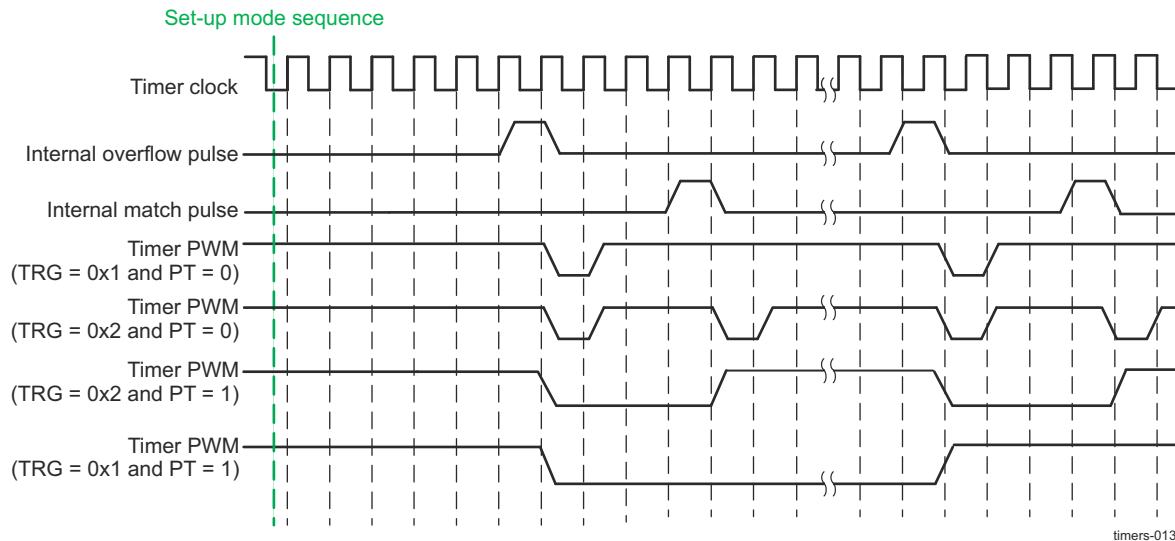 Set-up mode sequence
Timer clock
Internal overflow pulse
Internal match pulse
Timer PWM
(TRG = 0x1 and PT = 0)
Timer PWM
(TRG = 0x2 and PT = 0)
Timer PWM
(TRG = 0x2 and PT = 1)
Timer PWM
(TRG = 0x1 and PT = 1)
timers-013